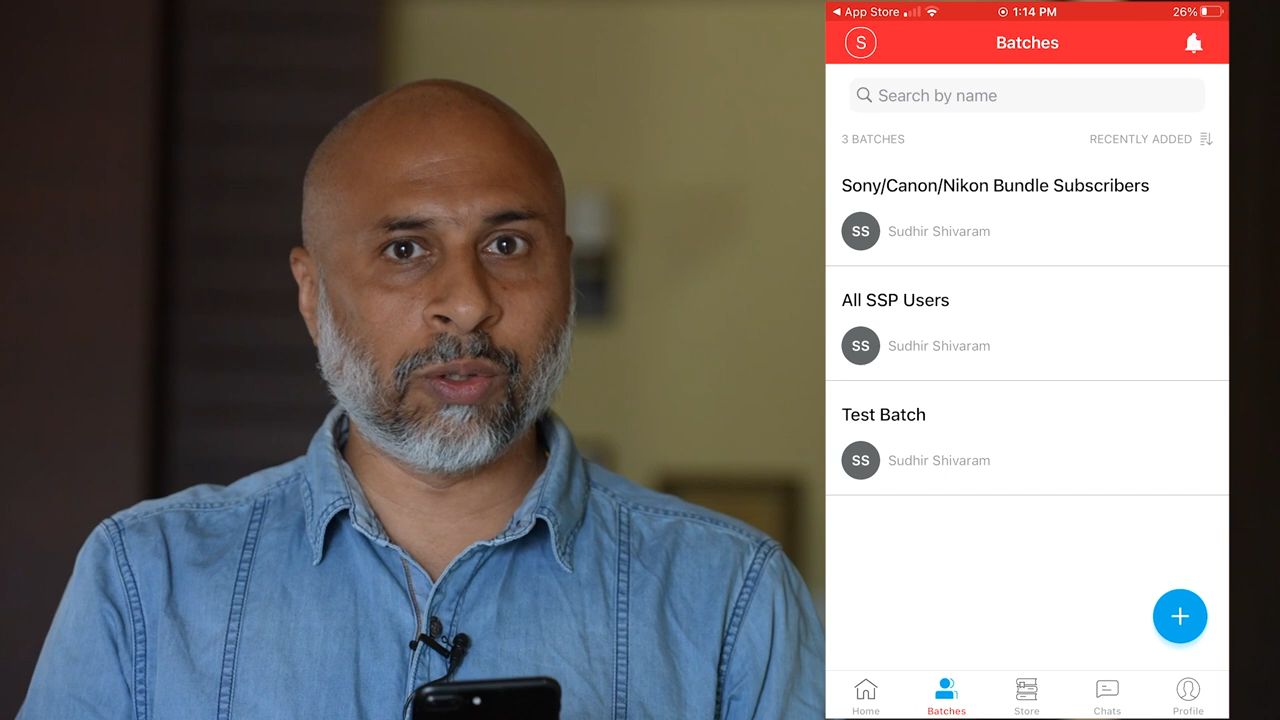 App Store 1:14 PM 26%
S Batches
Search by name
3 BATCHES RECENTLY ADDED
Sony/Canon/Nikon Bundle Subscribers
SS Sudhir Shivaram
All SSP Users
SS Sudhir Shivaram
Test Batch
SS Sudhir Shivaram
Home Batches Store Chats Profile